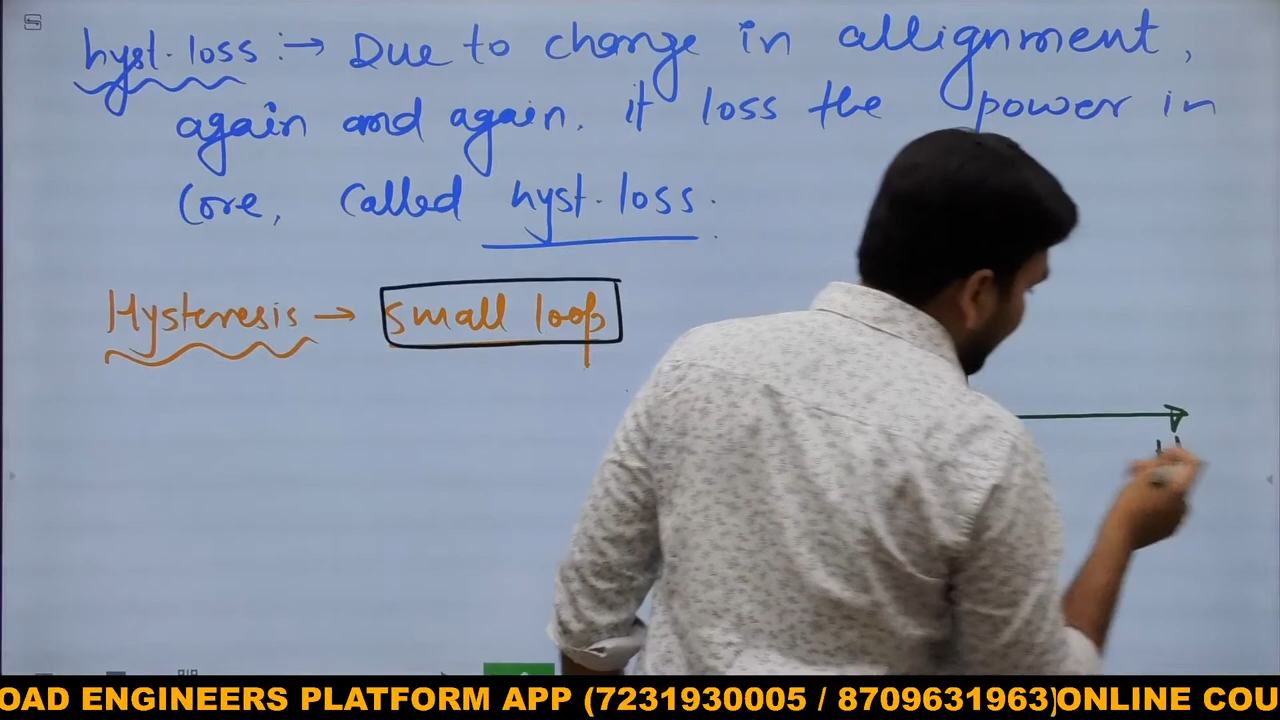 hyst. loss :→ Due to change in allignment,
again and again. it loss the power in
Core, Called hyst. loss.
Hysteresis → small loop
OAD ENGINEERS PLATFORM APP (7231930005 / 8709631963)ONLINE COU